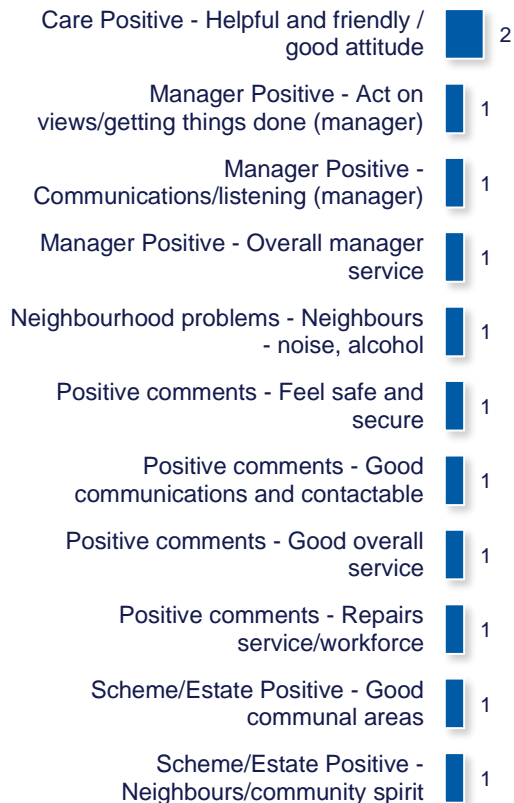 Care Positive - Helpful and friendly /
good attitude
2
Manager Positive - Act on
views/getting things done (manager)
1
Manager Positive -
Communications/listening (manager)
1
Manager Positive - Overall manager
service
1
Neighbourhood problems - Neighbours
- noise, alcohol
1
Positive comments - Feel safe and
secure
1
Positive comments - Good
communications and contactable
1
Positive comments - Good overall
service
1
Positive comments - Repairs
service/workforce
1
Scheme/Estate Positive - Good
communal areas
1
Scheme/Estate Positive -
Neighbours/community spirit
1